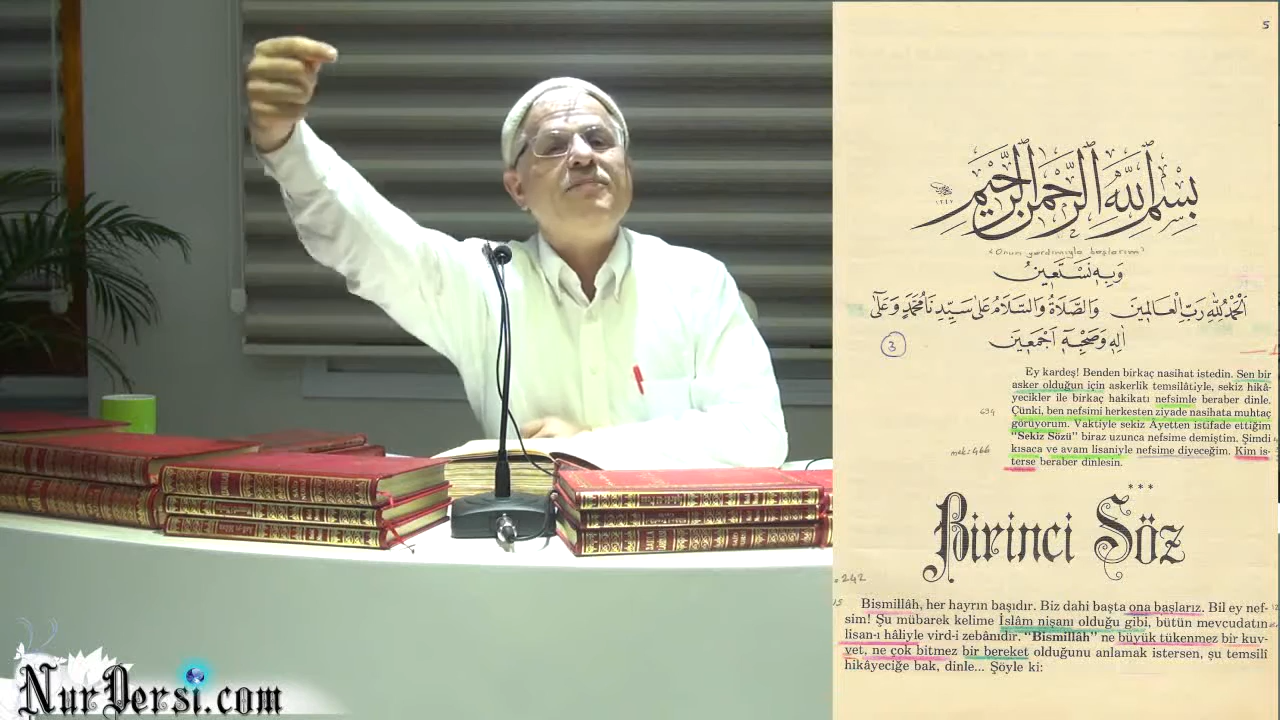 5
بِسْمِ اللّٰهِ الرَّحْمٰنِ الرَّحِيمِ
‹Onun yardımıyla başlarım›
وَبِهِ نَسْتَعِينُ
اَلْحَمْدُ لِلّٰهِ رَبِّ الْعَالَمِينَ وَالصَّلَاةُ وَالسَّلَامُ عَلٰى سَيِّدِنَا مُحَمَّدٍ وَعَلٰٓى
اٰلِهِ وَصَحْبِهِٓ اَجْمَعِينَ
3
Ey kardeş! Benden birkaç nasihat istedin. Sen bir
asker olduğun için askerlik temsilâtiyle, sekiz hikâ-
yecikler ile birkaç hakikatı nefsimle beraber dinle.
Çünki, ben nefsimi herkesten ziyade nasihata muhtaç
görüyorum. Vaktiyle sekiz Âyetten istifade ettiğim
"Sekiz Sözü" biraz uzunca nefsime demiştim. Şimdi
kısaca ve avam lisaniyle nefsime diyeceğim. Kim is-
terse beraber dinlesin.
* * *
Birinci Söz
242
Bismillâh, her hayrın başıdır. Biz dahi başta ona başlarız. Bil ey nef-
sim! Şu mübarek kelime İslâm nişanı olduğu gibi, bütün mevcudatın
lisan-ı hâliyle vird-i zebânıdır. "Bismillâh" ne büyük tükenmez bir kuv-
vet, ne çok bitmez bir bereket olduğunu anlamak istersen, şu temsilî
hikâyeciğe bak, dinle... Şöyle ki:
NurDersi.com